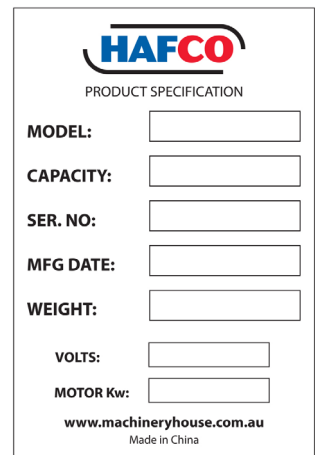 HAFCO
PRODUCT SPECIFICATION
MODEL:
CAPACITY:
SER. NO:
MFG DATE:
WEIGHT:
VOLTS:
MOTOR Kw:
www.machineryhouse.com.au
Made in China